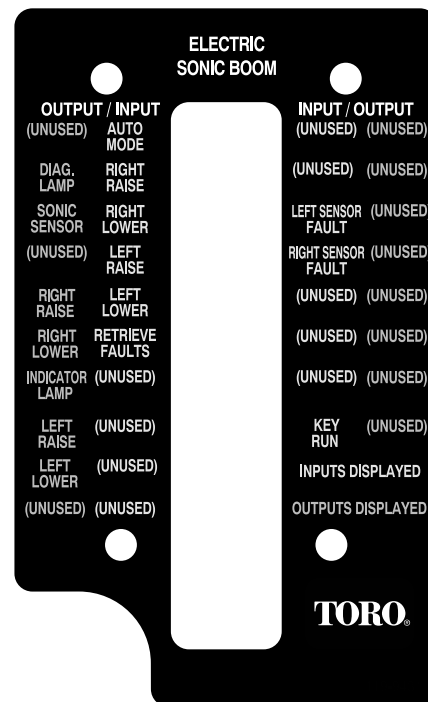 ELECTRIC
SONIC BOOM
OUTPUT / INPUT
(UNUSED) AUTO
MODE
DIAG. RIGHT
LAMP RAISE
SONIC RIGHT
SENSOR LOWER
(UNUSED) LEFT
RAISE
RIGHT LEFT
RAISE LOWER
RIGHT RETRIEVE
LOWER FAULTS
INDICATOR (UNUSED)
LAMP
LEFT (UNUSED)
RAISE
LEFT (UNUSED)
LOWER
(UNUSED) (UNUSED)
INPUT / OUTPUT
(UNUSED) (UNUSED)
(UNUSED) (UNUSED)
LEFT SENSOR (UNUSED
FAULT
RIGHT SENSOR (UNUSED
FAULT
(UNUSED) (UNUSED)
(UNUSED) (UNUSED)
(UNUSED) (UNUSED)
KEY (UNUSED)
RUN
INPUTS DISPLAYED
OUTPUTS DISPLAYED
TORO®